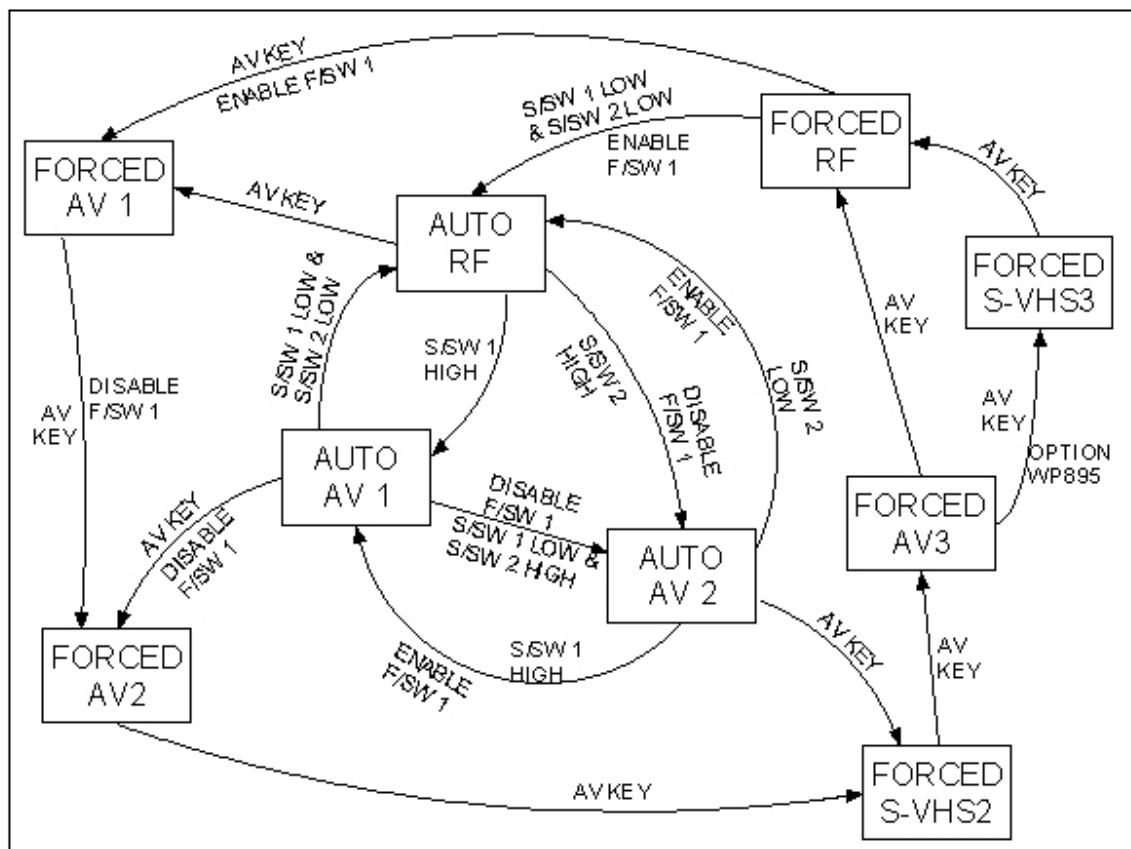 AV KEY
ENABLE F/SW 1
S/SW 1 LOW
& S/SW 2 LOW
ENABLE
F/SW 1
FORCED
RF
FORCED
AV 1
AV KEY
AUTO
RF
AV KEY
FORCED
S-VHS3
S/SW 1 LOW &
S/SW 2 LOW
S/SW 1
HIGH
S/SW 2
HIGH
ENABLE
F/SW 1
S/SW 2
LOW
AV
KEY
DISABLE
F/SW 1
AV
KEY
DISABLE
F/SW 1
AV
KEY
OPTION
WP895
AUTO
AV 1
DISABLE
F/SW 1
S/SW 1 LOW &
S/SW 2 HIGH
FORCED
AV3
AV KEY
DISABLE
F/SW 1
AUTO
AV 2
FORCED
AV2
ENABLE
F/SW 1
S/SW 1
HIGH
AV KEY
AV
KEY
AV KEY
FORCED
S-VHS2